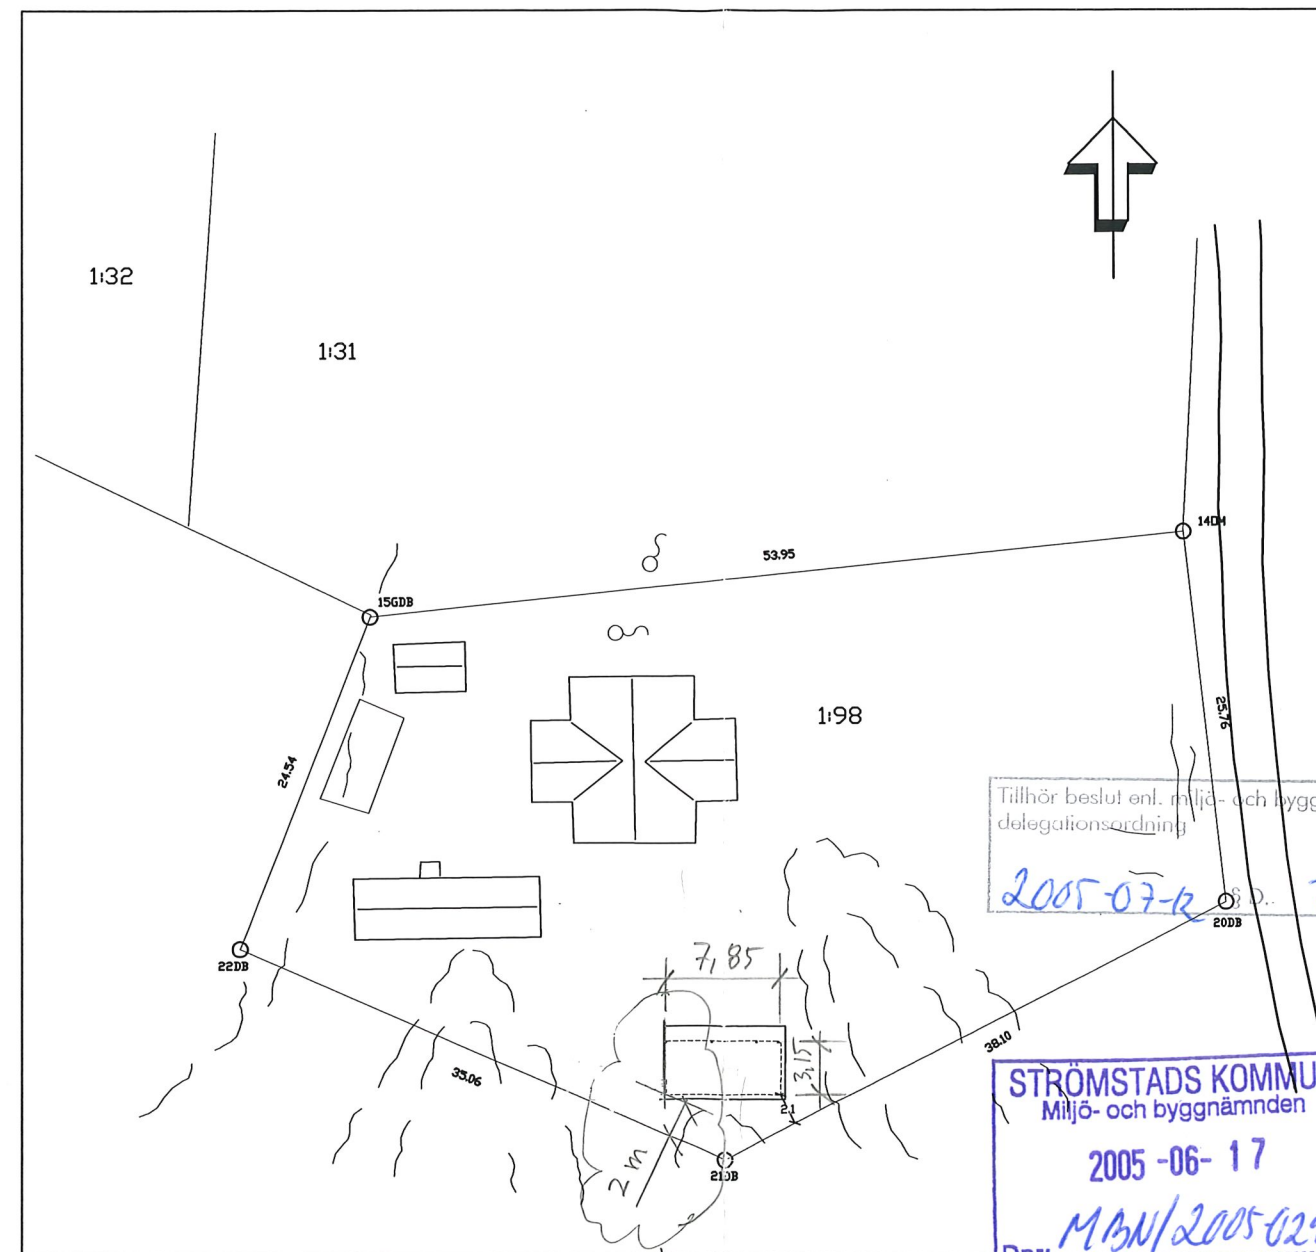 1:32
1:31
14DM
53.95
15GDB
1:98
25.76
24.54
Tillhör beslut enl. miljö- och bygg
delegationsordning
2005-07-12 § D..
20DB
22DB
7,85
38.10
3,15
35.06
2.1
2 m
21DB
STRÖMSTADS KOMMU
Miljö- och byggnämnden
2005 -06- 17
MBN/2005-02